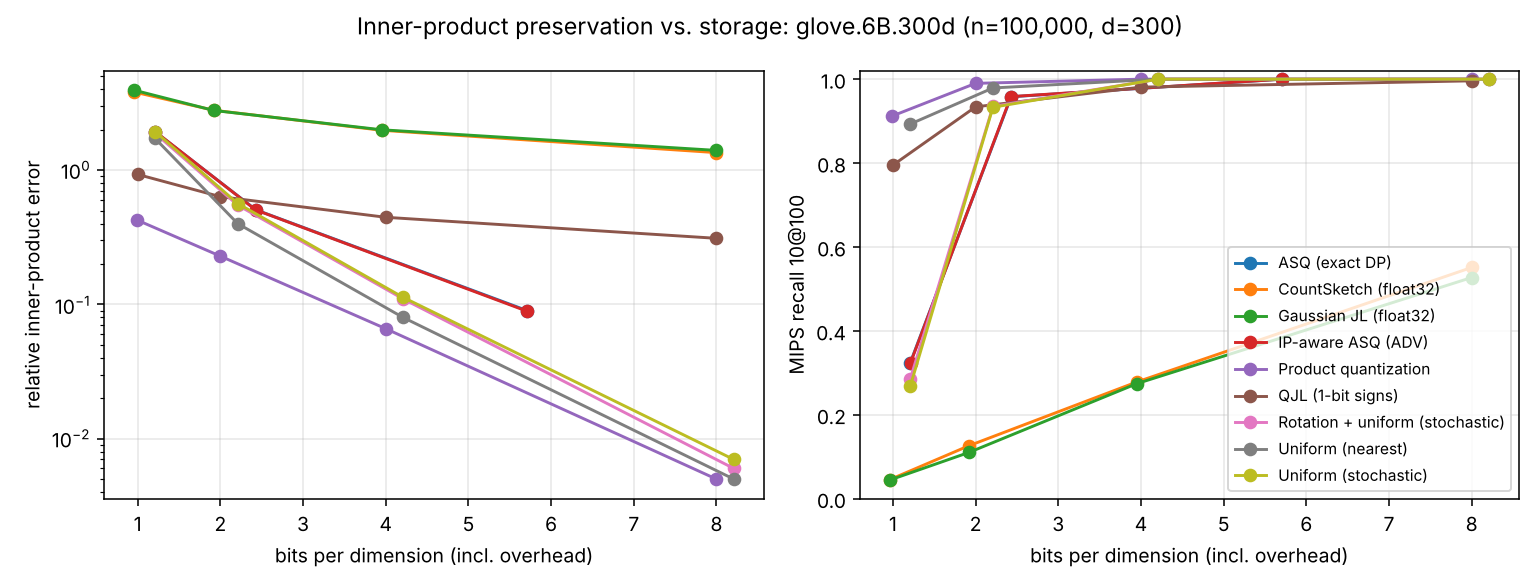 Inner-product preservation vs. storage: glove.6B.300d (n=100,000, d=300)
relative inner-product error
10⁰
10⁻¹
10⁻²
1 2 3 4 5 6 7 8
bits per dimension (incl. overhead)
MIPS recall 10@100
1.0
0.8
0.6
0.4
0.2
0.0
1 2 3 4 5 6 7 8
bits per dimension (incl. overhead)
ASQ (exact DP)
CountSketch (float32)
Gaussian JL (float32)
IP-aware ASQ (ADV)
Product quantization
QJL (1-bit signs)
Rotation + uniform (stochastic)
Uniform (nearest)
Uniform (stochastic)